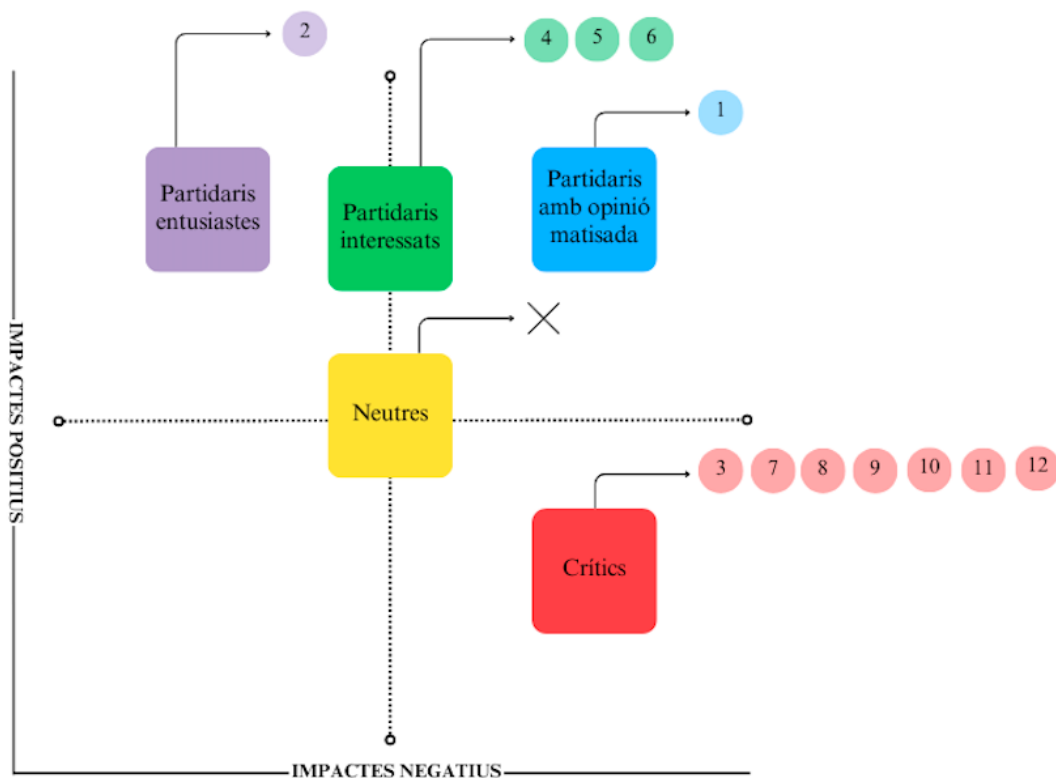 2
4 5 6
1
Partidaris
entusiastes
Partidaris
interessats
Partidaris
amb opinió
matisada
Neutres
3 7 8 9 10 11 12
Crítics
IMPACTES POSITIUS
IMPACTES NEGATIUS